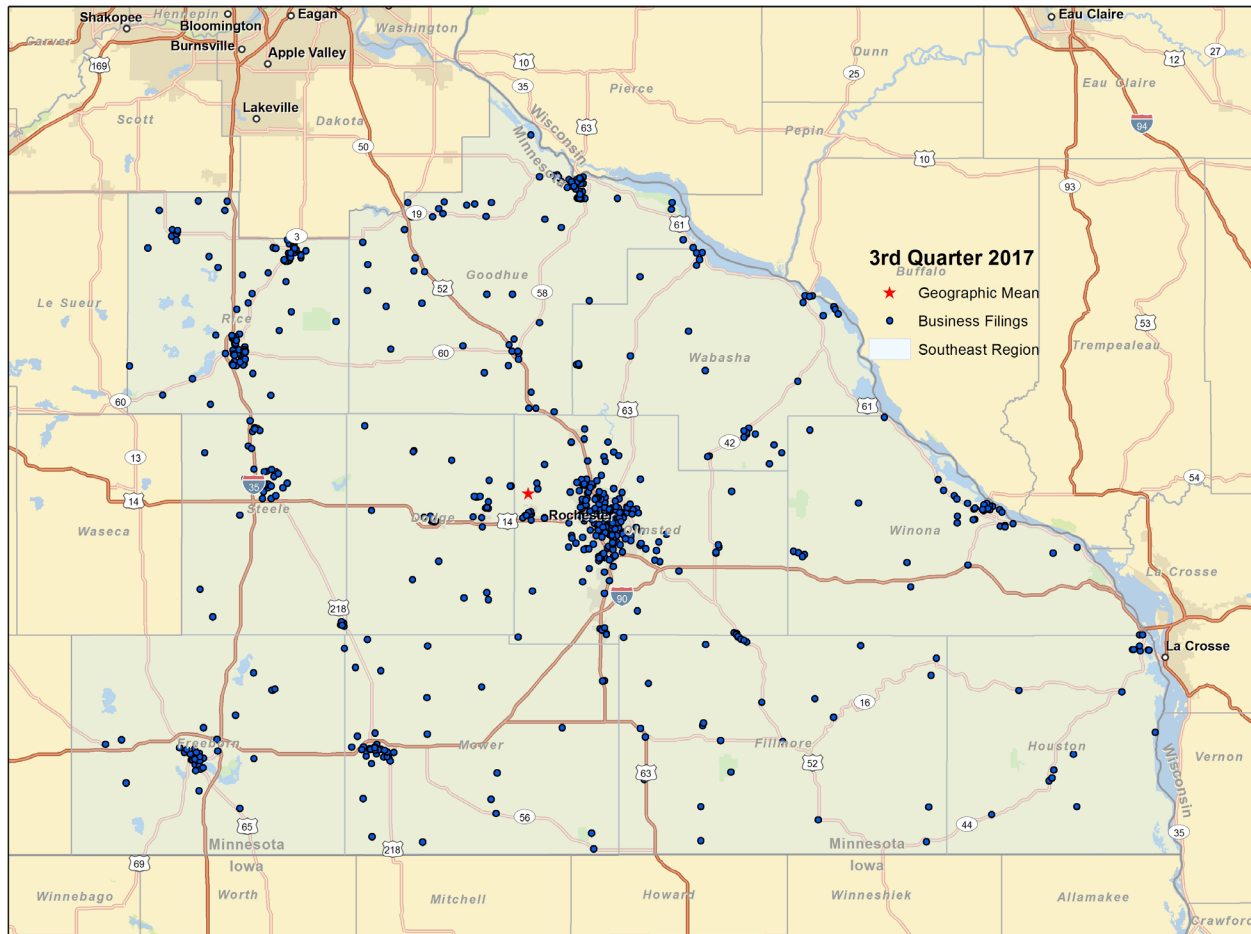 Shakopee
Hennepin
Bloomington
Eagan
Washington
Eau Claire
Carver
Burnsville
Apple Valley
Dunn
27
10
12
169
25
35
Pierce
Eau Claire
Lakeville
Scott
Dakota
Wisconsin
Minnesota
63
94
Pepin
50
10
93
19
61
3
3rd Quarter 2017
Buffalo
Goodhue
Geographic Mean
Le Sueur
52
58
Business Filings
Rice
53
Southeast Region
Trempealeau
60
Wabasha
60
63
61
42
13
54
35
14
Steele
Dodge
14
Rochester
Olmsted
Winona
Waseca
La Crosse
90
218
La Crosse
16
Freeborn
Mower
Fillmore
Houston
Vernon
52
63
Wisconsin
56
65
44
35
Minnesota
Minnesota
218
69
Iowa
Iowa
Winnebago
Worth
Mitchell
Howard
Winneshiek
Allamakee
Crawford